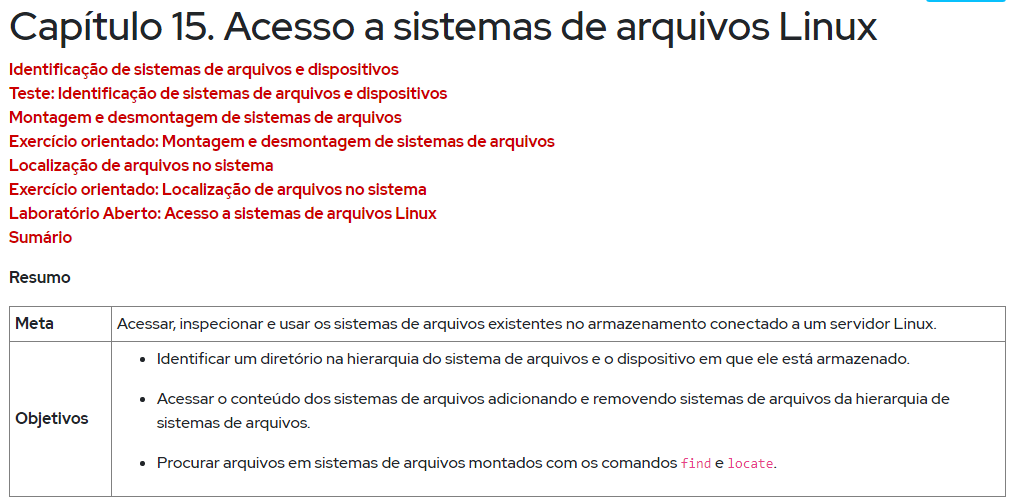 Capítulo 15. Acesso a sistemas de arquivos Linux
Identificação de sistemas de arquivos e dispositivos
Teste: Identificação de sistemas de arquivos e dispositivos
Montagem e desmontagem de sistemas de arquivos
Exercício orientado: Montagem e desmontagem de sistemas de arquivos
Localização de arquivos no sistema
Exercício orientado: Localização de arquivos no sistema
Laboratório Aberto: Acesso a sistemas de arquivos Linux
Sumário
Resumo
Meta
Acessar, inspecionar e usar os sistemas de arquivos existentes no armazenamento conectado a um servidor Linux.
Objetivos
• Identificar um diretório na hierarquia do sistema de arquivos e o dispositivo em que ele está armazenado.
• Acessar o conteúdo dos sistemas de arquivos adicionando e removendo sistemas de arquivos da hierarquia de
sistemas de arquivos.
• Procurar arquivos em sistemas de arquivos montados com os comandos find e locate.